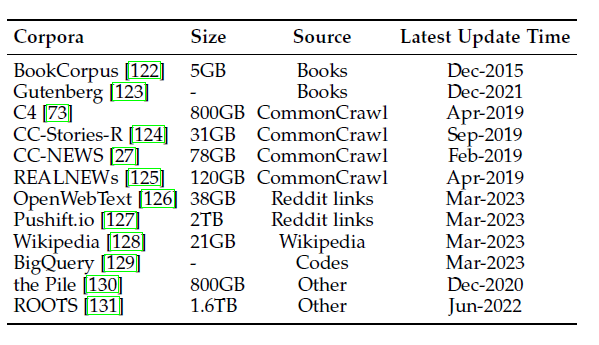 Corpora Size Source Latest Update Time
BookCorpus [122] 5GB Books Dec-2015
Gutenberg [123] - Books Dec-2021
C4 [73] 800GB CommonCrawl Apr-2019
CC-Stories-R [124] 31GB CommonCrawl Sep-2019
CC-NEWS [27] 78GB CommonCrawl Feb-2019
REALNEWs [125] 120GB CommonCrawl Apr-2019
OpenWebText [126] 38GB Reddit links Mar-2023
Pushift.io [127] 2TB Reddit links Mar-2023
Wikipedia [128] 21GB Wikipedia Mar-2023
BigQuery [129] - Codes Mar-2023
the Pile [130] 800GB Other Dec-2020
ROOTS [131] 1.6TB Other Jun-2022